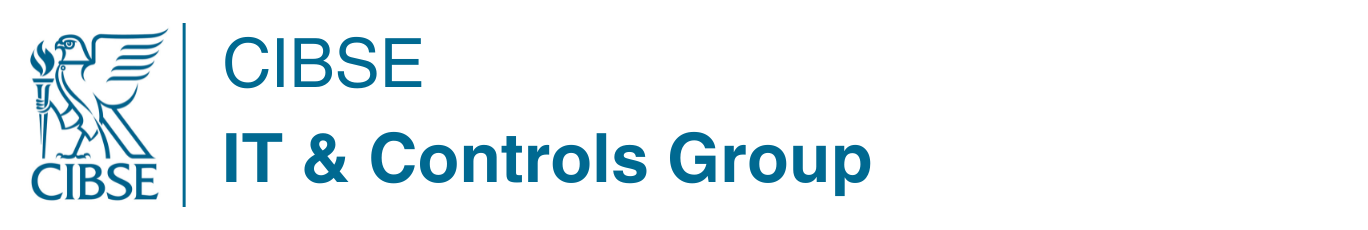 CIBSE
CIBSE
IT & Controls Group